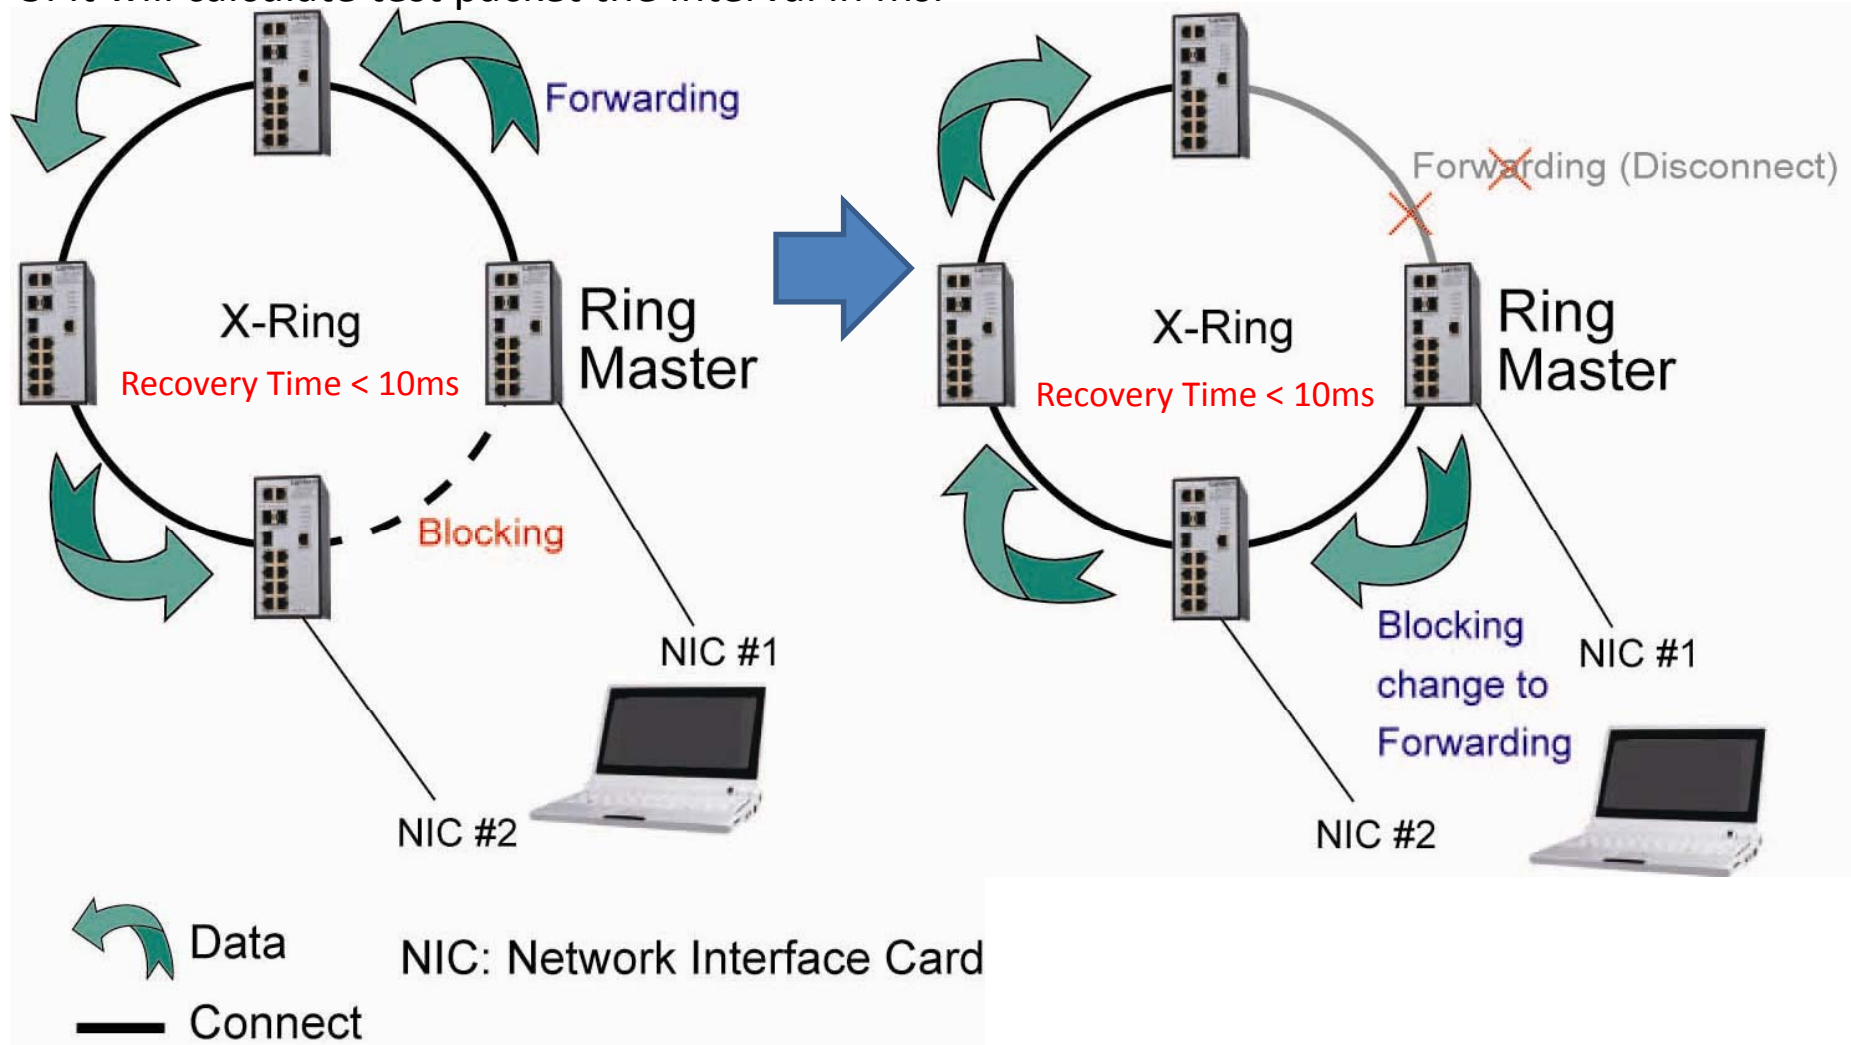 Forwarding
X-Ring
Recovery Time < 10ms
Ring
Master
Blocking
NIC #1
NIC #2
Forwarding (Disconnect)
X-Ring
Recovery Time < 10ms
Ring
Master
Blocking
change to
Forwarding
NIC #1
NIC #2
Data
NIC: Network Interface Card
Connect